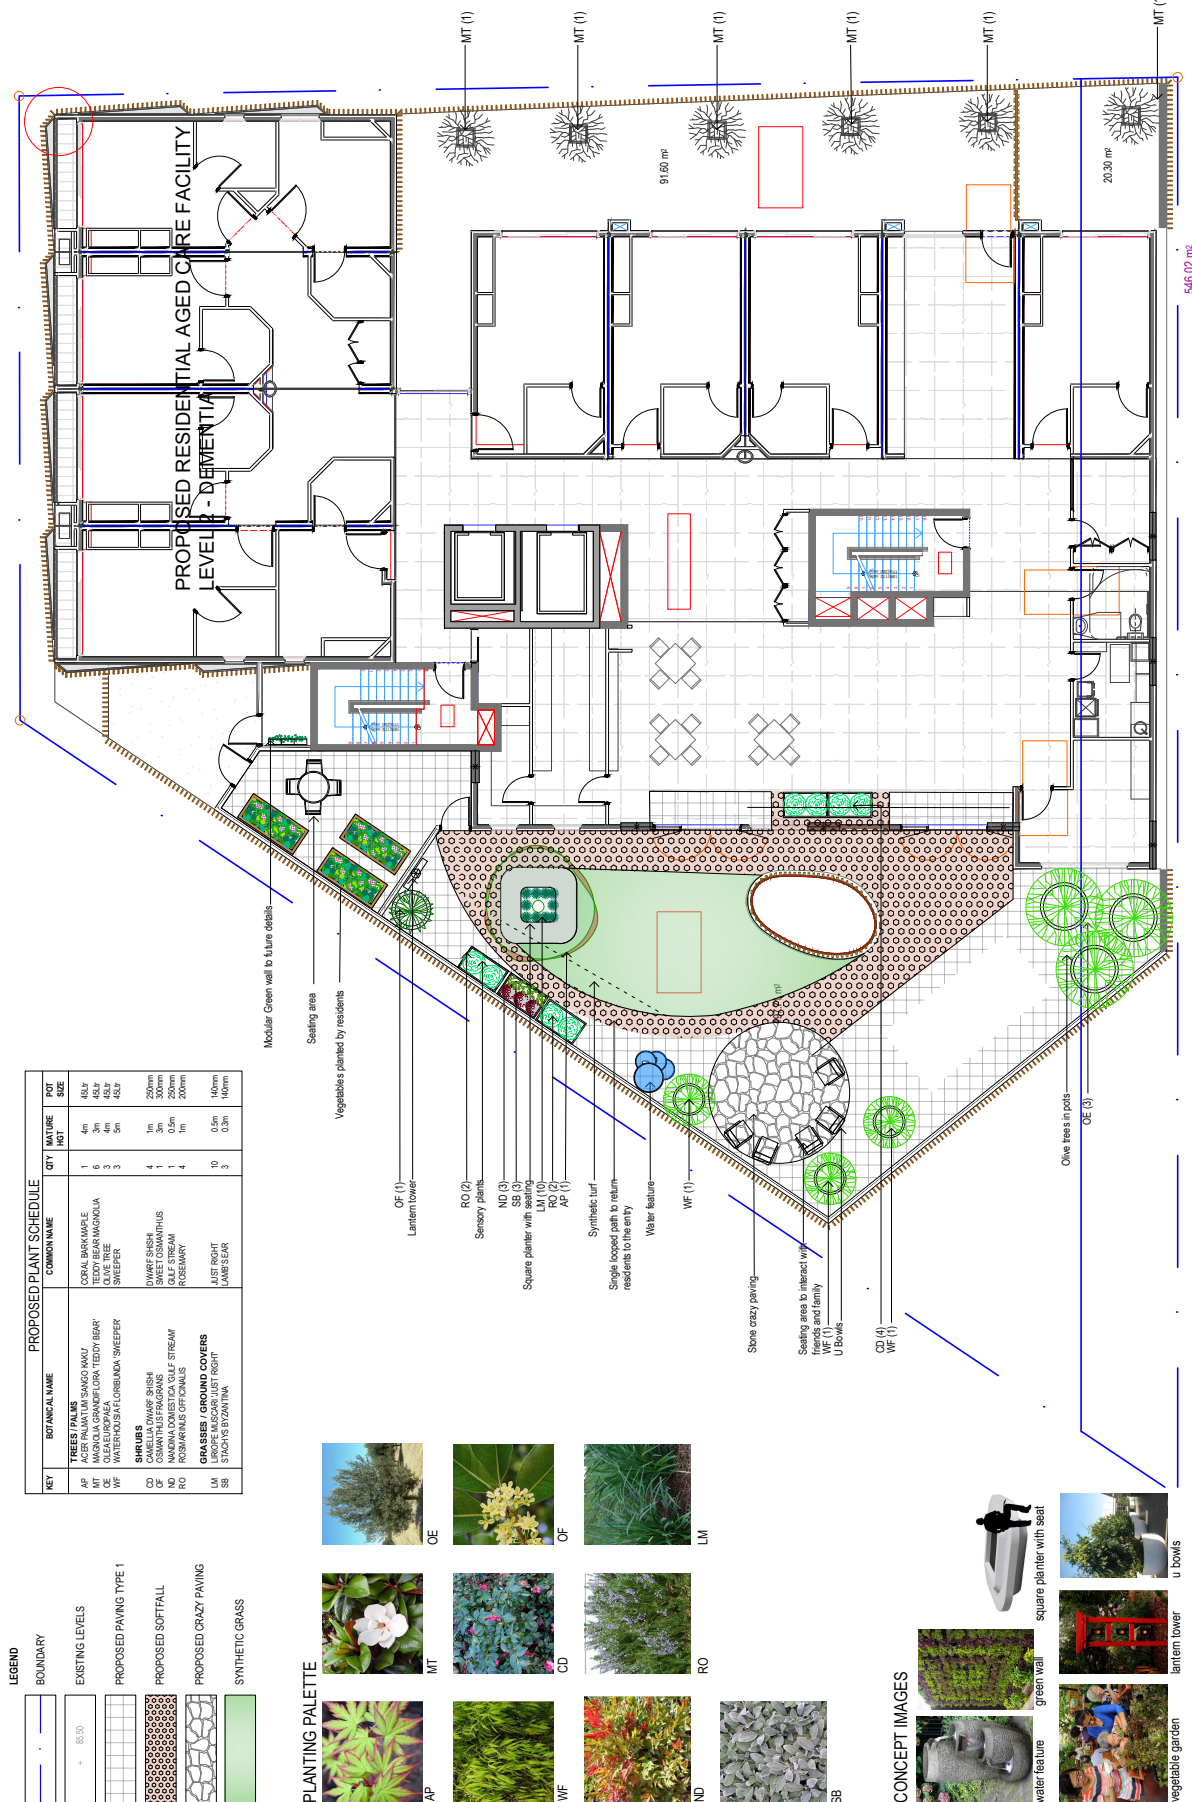 MT (1)
MT (1)
MT (1)
MT (1)
MT (1)
MT (1
PROPOSED RESIDENTIAL AGED CARE FACILITY
LEVEL 2 - DEMENTIA
91.60 m²
20.30 m²
546.02 m²
Modular Green wall to future details
Seating area
Vegetables planted by residents
OF (1)
Lantern tower
RO (2)
Sensory plants
ND (3)
SB (3)
Square planter with seating
LM (10)
RO (2)
AP (1)
Synthetic turf
Single looped path to return
residents to the entry
Water feature
WF (1)
Stone crazy paving
Seating area to interact with
friends and family
WF (1)
U Bowls
CD (4)
WF (1)
Olive trees in pots
OE (3)
PROPOSED PLANT SCHEDULE
KEY BOTANICAL NAME COMMON NAME QTY MATURE HGT POT SIZE
TREES / PALMS
AP ACER PALMATUM 'SANGO KAKU' CORAL BARK MAPLE 1 4m 45Ltr
MT MAGNOLIA GRANDIFLORA 'TEDDY BEAR' TEDDY BEAR MAGNOLIA 6 3m 45Ltr
OE OLEA EUROPAEA OLIVE TREE 3 4m 45Ltr
WF WATERHOUSIA FLORIBUNDA 'SWEEPER' SWEEPER 3 5m 45Ltr
SHRUBS
CD CAMELLIA DWARF SHISHI DWARF SHISHI 4 1m 250mm
OF OSMANTHUS FRAGRANS SWEET OSMANTHUS 1 3m 300mm
ND NANDINA DOMESTICA 'GULF STREAM' GULF STREAM 1 0.5m 250mm
RO ROSMARINUS OFFICINALIS ROSEMARY 4 1m 200mm
GRASSES / GROUND COVERS
LM LIRIOPE MUSCARI 'JUST RIGHT' JUST RIGHT 10 0.5m 140mm
SB STACHYS BYZANTINA LAMB'S EAR 3 0.3m 140mm
LEGEND
BOUNDARY
+ 85.50
EXISTING LEVELS
PROPOSED PAVING TYPE 1
PROPOSED SOFTFALL
PROPOSED CRAZY PAVING
SYNTHETIC GRASS
PLANTING PALETTE
AP
MT
OE
WF
CD
OF
ND
RO
LM
SB
CONCEPT IMAGES
water feature
green wall
square planter with seat
vegetable garden
lantern tower
u bowls